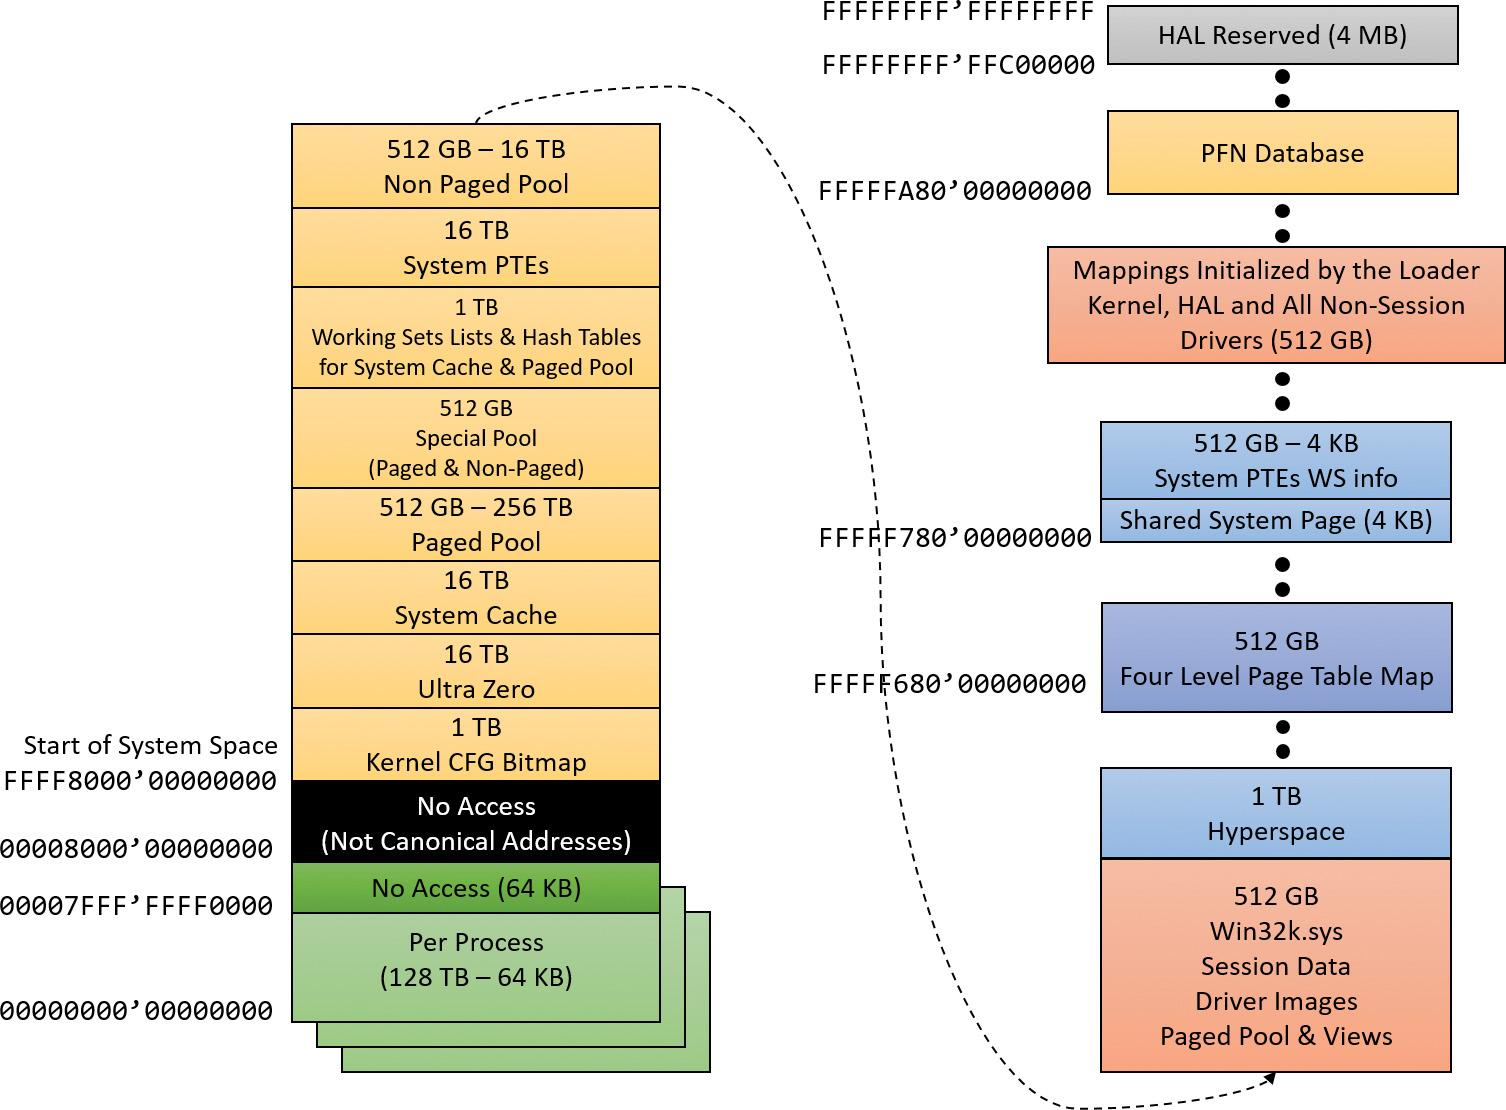 512 GB – 16 TB
Non Paged Pool
16 TB
System PTEs
1 TB
Working Sets Lists & Hash Tables
for System Cache & Paged Pool
512 GB
Special Pool
(Paged & Non-Paged)
512 GB – 256 TB
Paged Pool
16 TB
System Cache
16 TB
Ultra Zero
1 TB
Kernel CFG Bitmap
Start of System Space
FFFF8000’00000000
No Access
(Not Canonical Addresses)
00008000’00000000
No Access (64 KB)
00007FFF’FFFF0000
Per Process
(128 TB – 64 KB)
00000000’00000000
FFFFFFFF’FFFFFFFF
HAL Reserved (4 MB)
FFFFFFFF’FFC00000
PFN Database
FFFFFA80’00000000
Mappings Initialized by the Loader
Kernel, HAL and All Non-Session
Drivers (512 GB)
512 GB – 4 KB
System PTEs WS info
Shared System Page (4 KB)
FFFFF780’00000000
512 GB
Four Level Page Table Map
FFFFF680’00000000
1 TB
Hyperspace
512 GB
Win32k.sys
Session Data
Driver Images
Paged Pool & Views